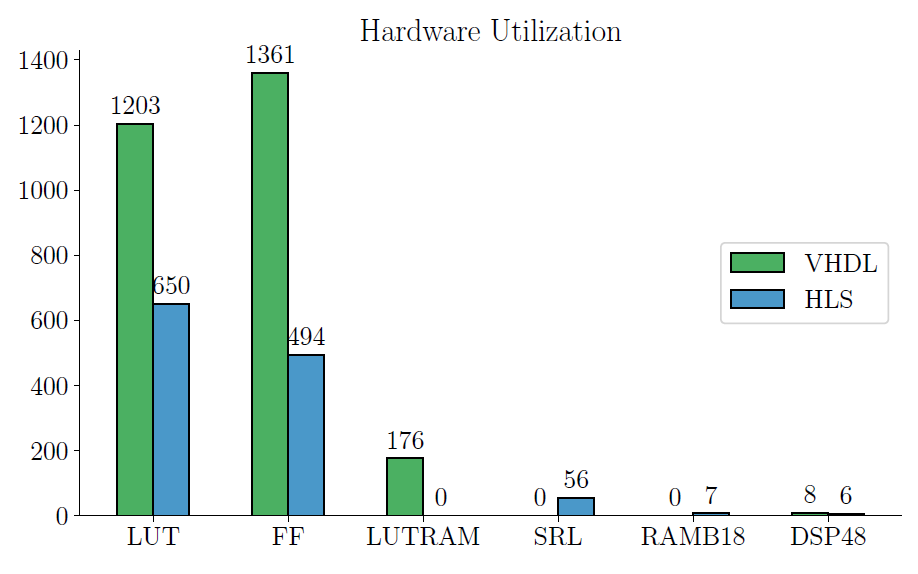 Hardware Utilization
1400
1200
1000
800
600
400
200
0
1203
650
1361
494
176
0
0
56
0
7
8
6
LUT
FF
LUTRAM
SRL
RAMB18
DSP48
VHDL
HLS